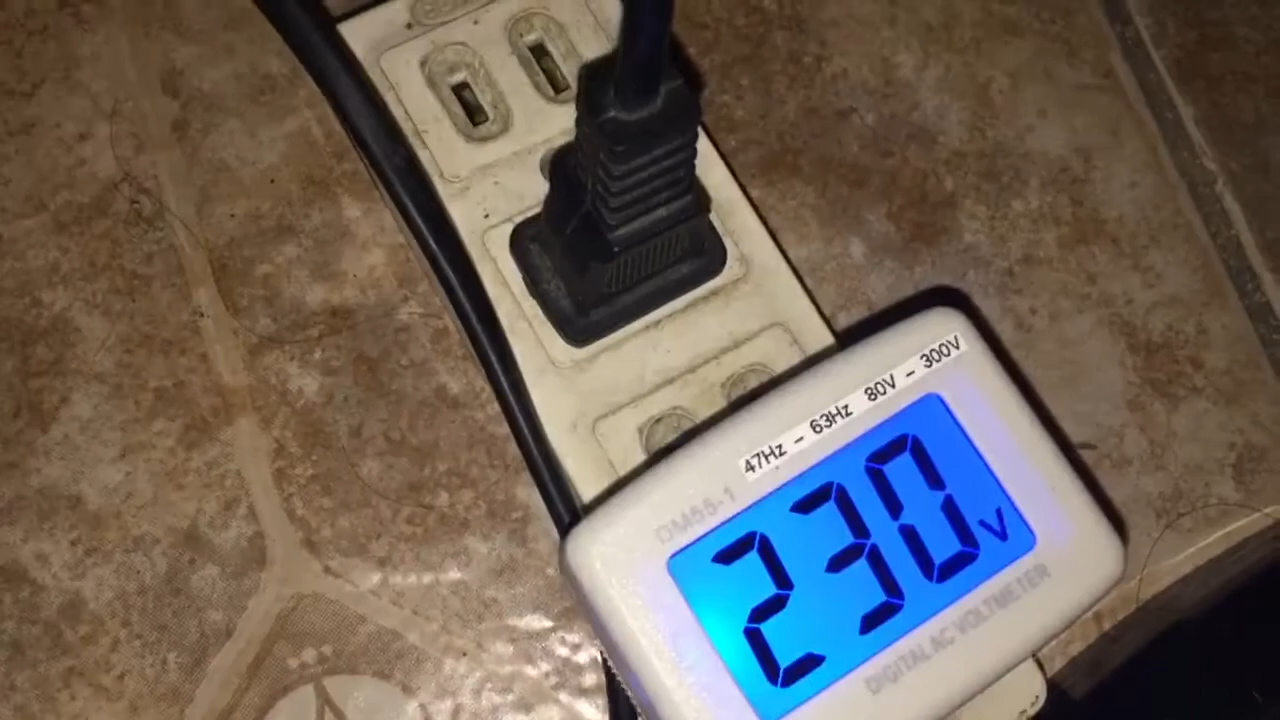 47Hz – 63Hz 80V – 300V
DM55-1
230V
DIGITAL AC VOLTMETER